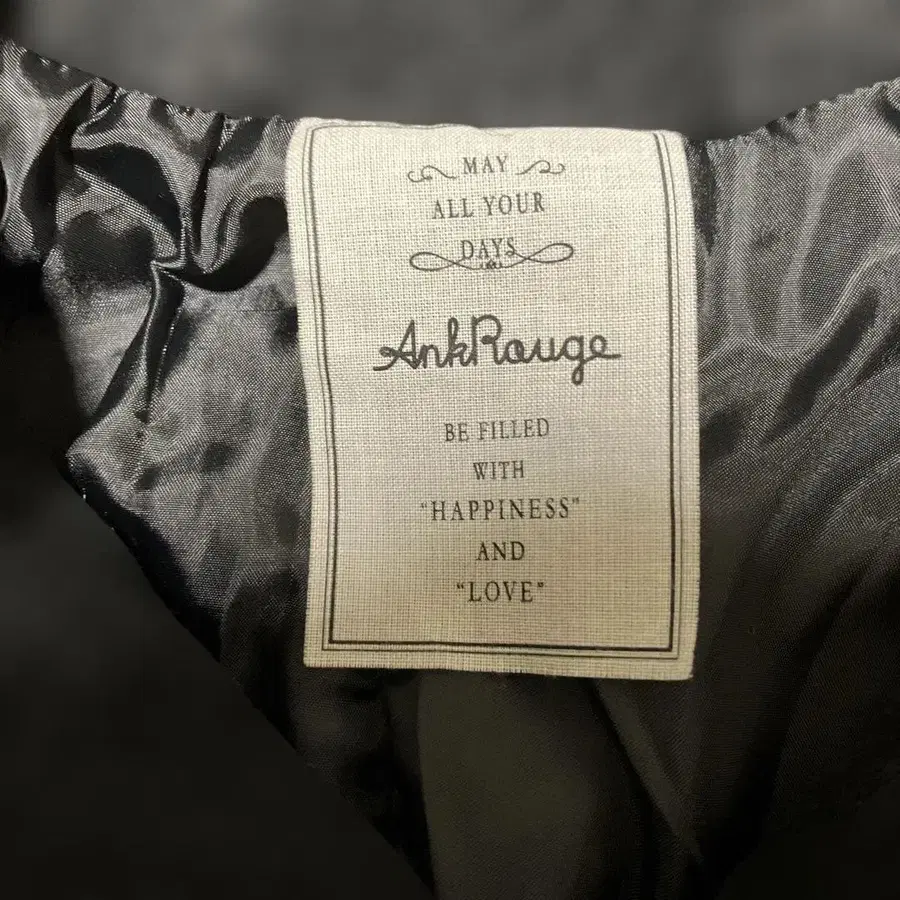 MAY
ALL YOUR
DAYS
AnkRouge
BE FILLED
WITH
"HAPPINESS"
AND
"LOVE"